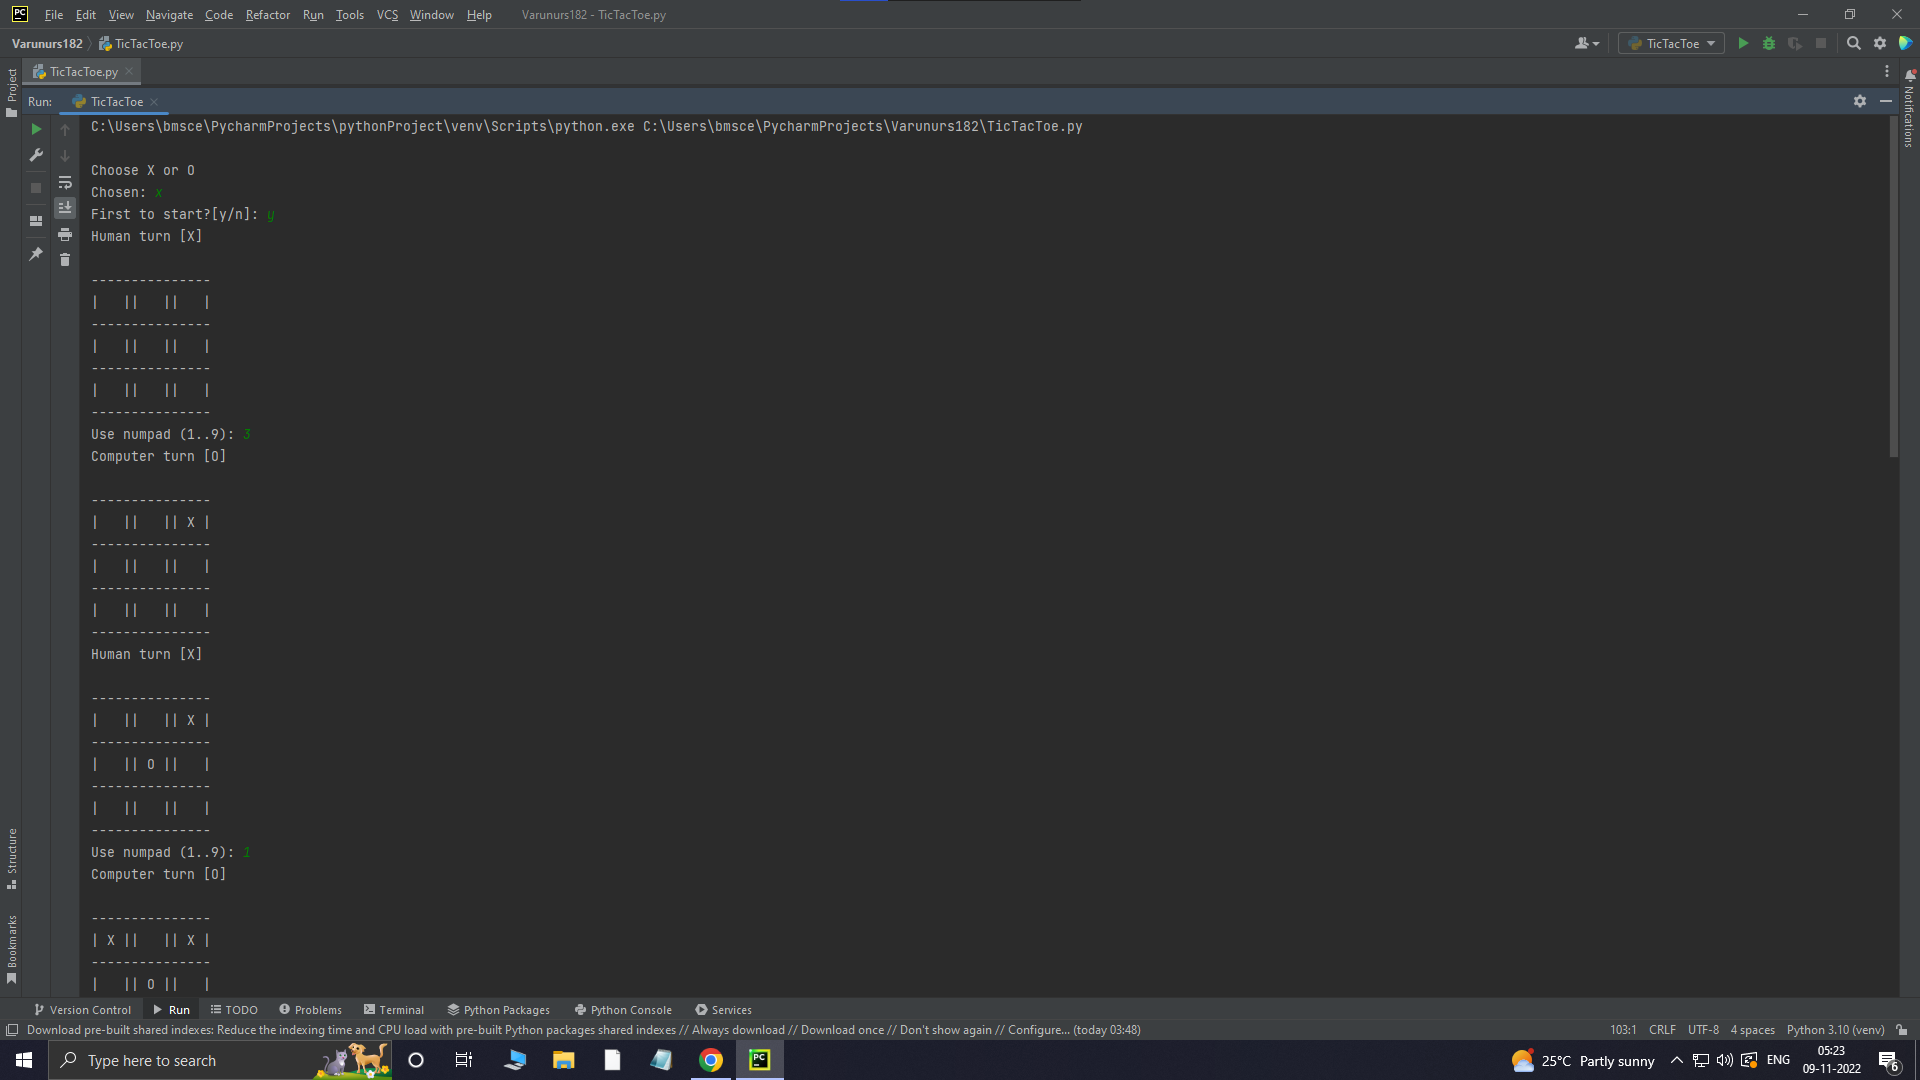 PC File Edit View Navigate Code Refactor Run Tools VCS Window Help Varunurs182 - TicTacToe.py
Varunurs182 TicTacToe.py TicTacToe
TicTacToe.py
Project
Notifications
Run: TicTacToe
C:\Users\bmsce\PycharmProjects\pythonProject\venv\Scripts\python.exe C:\Users\bmsce\PycharmProjects\Varunurs182\TicTacToe.py
Choose X or O
Chosen: x
First to start?[y/n]: y
Human turn [X]
---------------
|   ||   ||   |
---------------
|   ||   ||   |
---------------
|   ||   ||   |
---------------
Use numpad (1..9): 3
Computer turn [O]
---------------
|   ||   || X |
---------------
|   ||   ||   |
---------------
|   ||   ||   |
---------------
Human turn [X]
---------------
|   ||   || X |
---------------
|   || O ||   |
---------------
|   ||   ||   |
---------------
Use numpad (1..9): 1
Computer turn [O]
---------------
| X ||   || X |
---------------
|   || O ||   |
Structure
Bookmarks
Version Control Run TODO Problems Terminal Python Packages Python Console Services
Download pre-built shared indexes: Reduce the indexing time and CPU load with pre-built Python packages shared indexes // Always download // Download once // Don't show again // Configure... (today 03:48) 103:1 CRLF UTF-8 4 spaces Python 3.10 (venv)
Type here to search PC 25°C Partly sunny ENG 05:23
09-11-2022 6